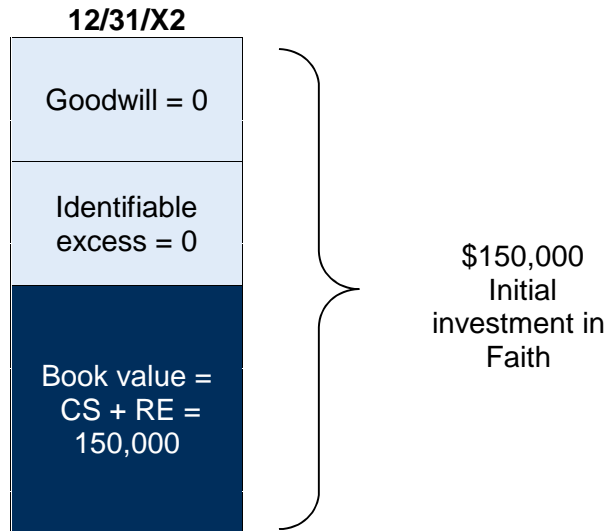 12/31/X2
Goodwill = 0
Identifiable
excess = 0
Book value =
CS + RE =
150,000
$150,000
Initial
investment in
Faith